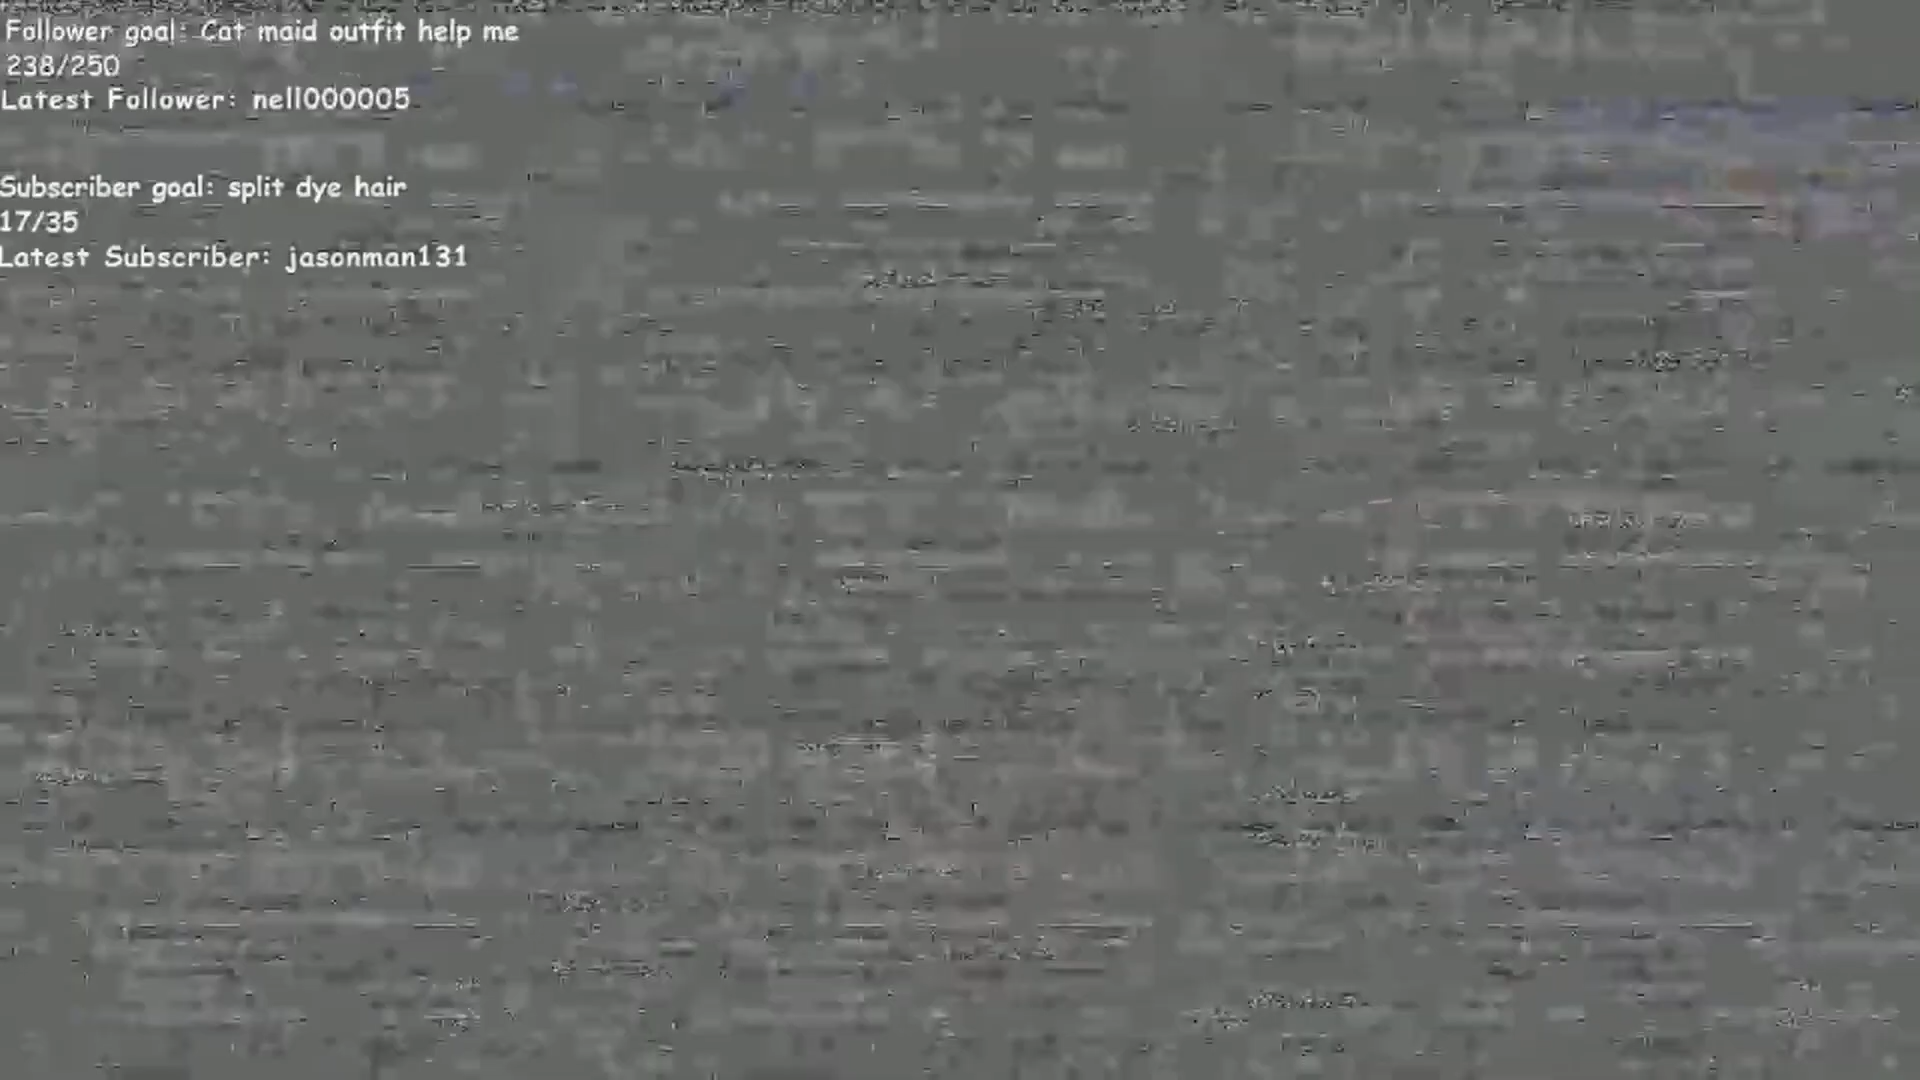 Follower goal: Cat maid outfit help me
238/250
Latest Follower: nell000005
Subscriber goal: split dye hair
17/35
Latest Subscriber: jasonman131